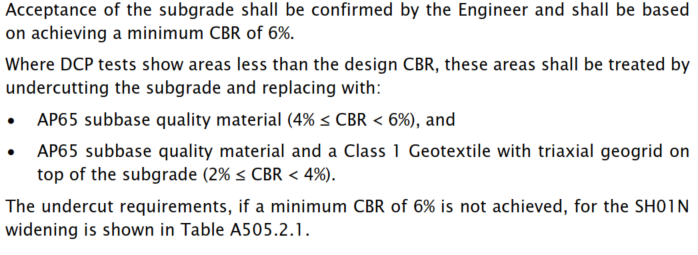 Acceptance of the subgrade shall be confirmed by the Engineer and shall be based
on achieving a minimum CBR of 6%.
Where DCP tests show areas less than the design CBR, these areas shall be treated by
undercutting the subgrade and replacing with:
• AP65 subbase quality material (4% ≤ CBR < 6%), and
• AP65 subbase quality material and a Class 1 Geotextile with triaxial geogrid on
top of the subgrade (2% ≤ CBR < 4%).
The undercut requirements, if a minimum CBR of 6% is not achieved, for the SH01N
widening is shown in Table A505.2.1.